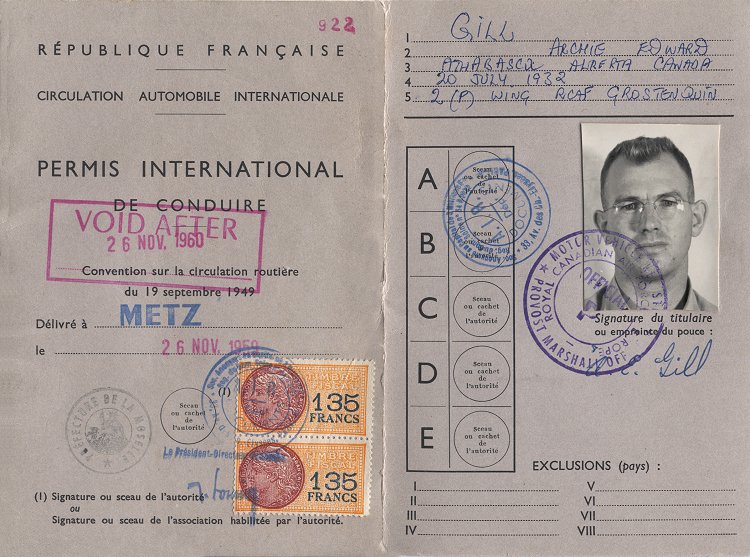 922
RÉPUBLIQUE FRANÇAISE
CIRCULATION AUTOMOBILE INTERNATIONALE
PERMIS INTERNATIONAL
DE CONDUIRE
VOID AFTER
26 NOV. 1960
Convention sur la circulation routière
du 19 septembre 1949
Délivré à METZ
le 26 NOV. 1959
PREFECTURE DE LA MOSELLE
Sceau
ou cachet
de
l'autorité
(1)
TIMBRE
FISCAL
135
FRANCS
Le Président-Directeur
TIMBRE
FISCAL
135
FRANCS
(1) Signature ou sceau de l'autorité
ou
Signature ou sceau de l'association habilitée par l'autorité.
1 GILL
2 ARCHIE EDWARD
3 ATHABASCA ALBERTA CANADA
4 20 JULY 1932
5 2(F) WING RCAF GROSTENQUIN
A
Sceau
ou cachet
de
l'autorité
B
Sceau
ou cachet
C
Sceau
ou cachet
de
l'autorité
D
Sceau
ou cachet
de
l'autorité
E
Sceau
ou cachet
de
l'autorité
MOTOR VEHICLE
ROYAL CANADIAN AIR
OFFICIAL
PROVOST MARSHALL OFF
Signature du titulaire
ou empreinte du pouce :
Gill
EXCLUSIONS (pays) :
I V
II VI
III VII
IV VIII